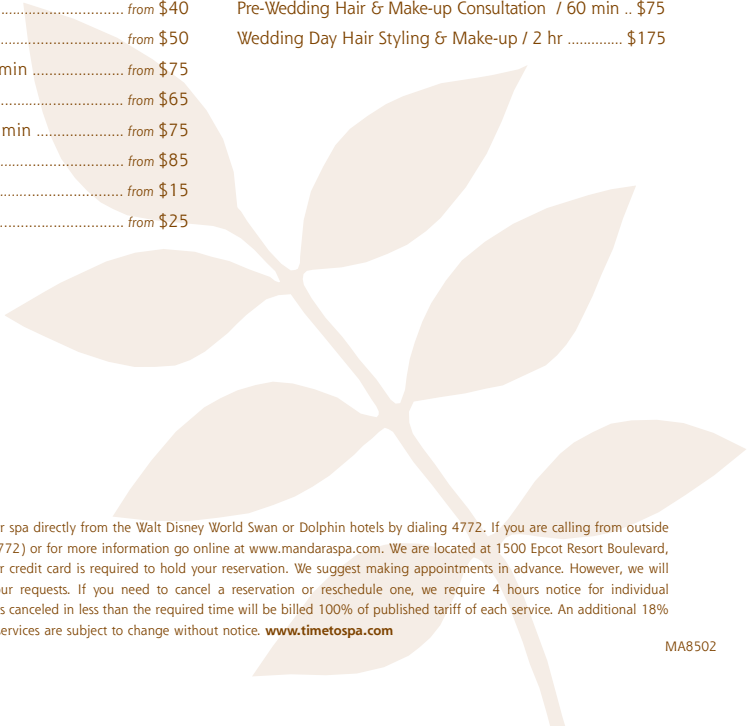 .............................. from $40
.............................. from $50
min ...................... from $75
.............................. from $65
min ..................... from $75
.............................. from $85
.............................. from $15
.............................. from $25
Pre-Wedding Hair & Make-up Consultation / 60 min .. $75
Wedding Day Hair Styling & Make-up / 2 hr ............. $175
r spa directly from the Walt Disney World Swan or Dolphin hotels by dialing 4772. If you are calling from outside
772) or for more information go online at www.mandaraspa.com. We are located at 1500 Epcot Resort Boulevard,
r credit card is required to hold your reservation. We suggest making appointments in advance. However, we will
ur requests. If you need to cancel a reservation or reschedule one, we require 4 hours notice for individual
s canceled in less than the required time will be billed 100% of published tariff of each service. An additional 18%
ervices are subject to change without notice. www.timetospa.com
MA8502